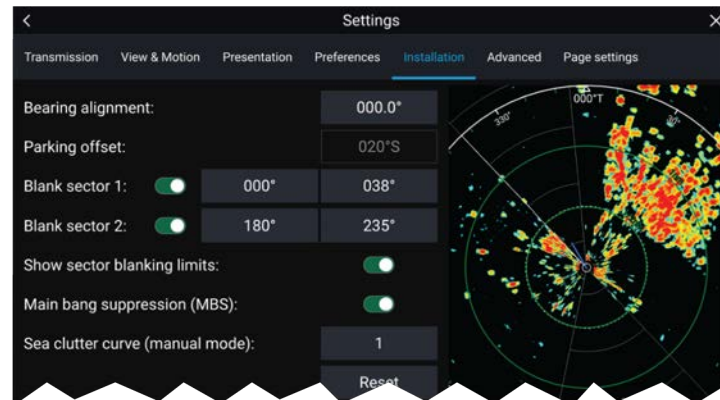 Settings
Transmission View & Motion Presentation Preferences Installation Advanced Page settings
Bearing alignment: 000.0°
Parking offset: 020°S
Blank sector 1: 000° 038°
Blank sector 2: 180° 235°
Show sector blanking limits:
Main bang suppression (MBS):
Sea clutter curve (manual mode): 1
Reset
000°T
330°